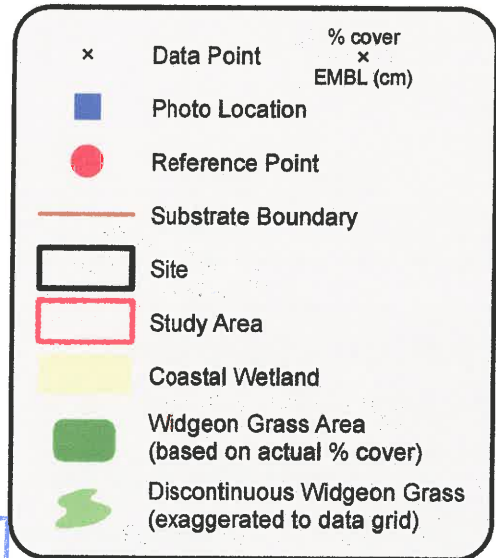 × Data Point
% cover
×
EMBL (cm)
Photo Location
Reference Point
Substrate Boundary
Site
Study Area
Coastal Wetland
Widgeon Grass Area
(based on actual % cover)
Discontinuous Widgeon Grass
(exaggerated to data grid)